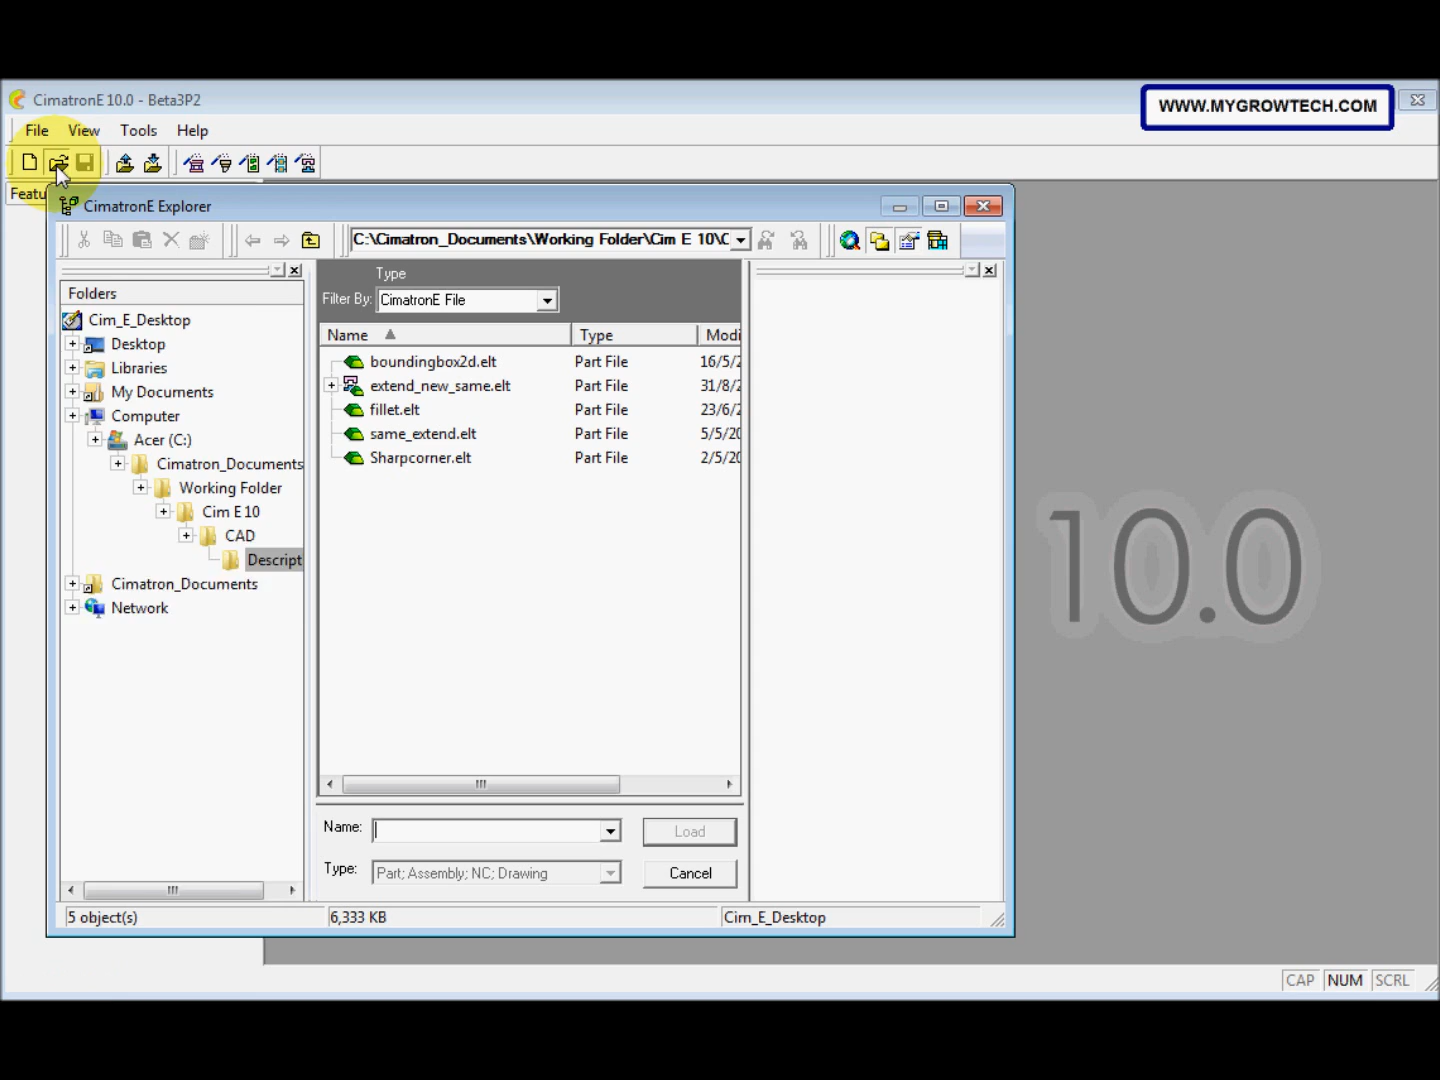 CimatronE 10.0 - Beta3P2
WWW.MYGROWTECH.COM
File View Tools Help
Featu
CimatronE Explorer
C:\Cimatron_Documents\Working Folder\Cim E 10\C
Type
Filter By: CimatronE File
Folders
Cim_E_Desktop
Desktop
Libraries
My Documents
Computer
Acer (C:)
Cimatron_Documents
Working Folder
Cim E 10
CAD
Descript
Cimatron_Documents
Network
Name Type Modi
boundingbox2d.elt Part File 16/5/2
extend_new_same.elt Part File 31/8/2
fillet.elt Part File 23/6/2
same_extend.elt Part File 5/5/20
Sharpcorner.elt Part File 2/5/20
10.0
Name: Load
Type: Part; Assembly; NC; Drawing Cancel
5 object(s) 6,333 KB Cim_E_Desktop
CAP NUM SCRL